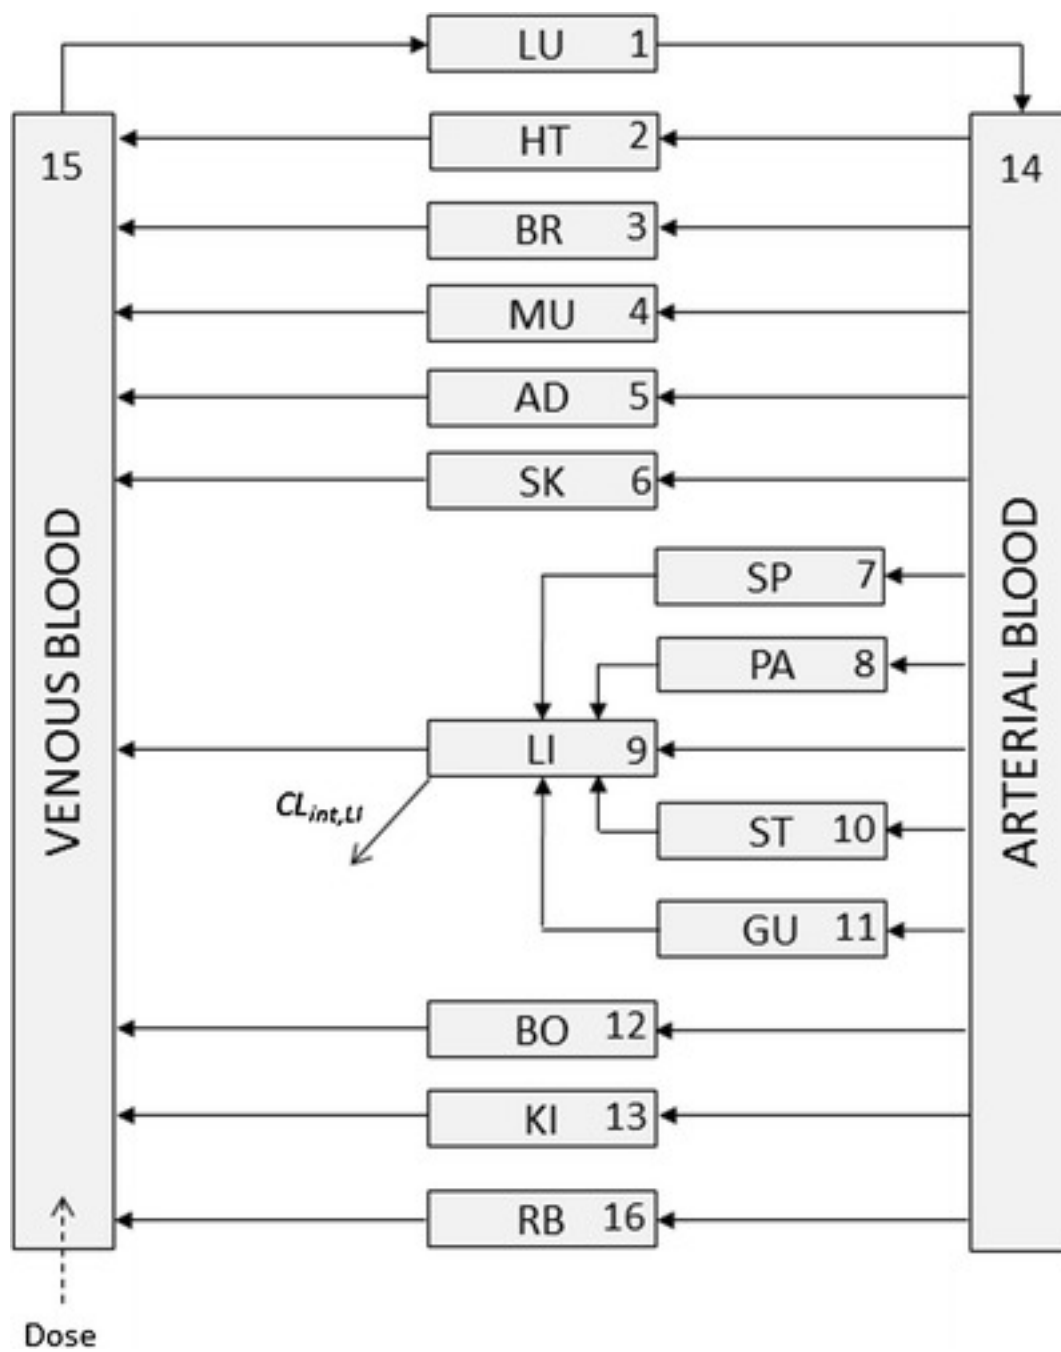 LU 1
15
HT 2
14
BR 3
MU 4
AD 5
SK 6
VENOUS BLOOD
ARTERIAL BLOOD
SP 7
PA 8
LI 9
CLint,LI
ST 10
GU 11
BO 12
KI 13
RB 16
Dose